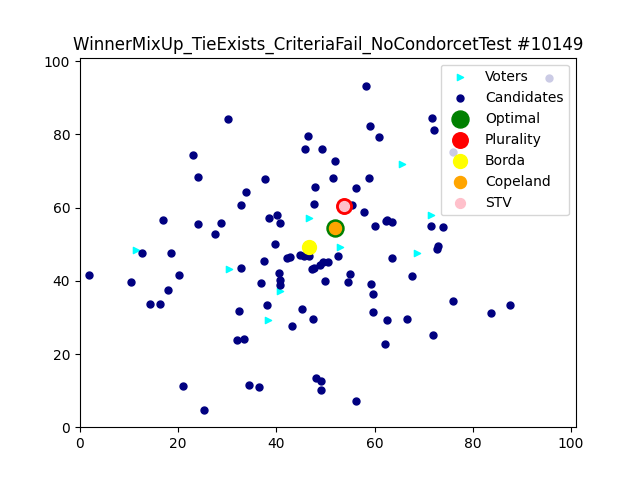 WinnerMixUp_TieExists_CriteriaFail_NoCondorcetTest #10149
100
80
60
40
20
0
0 20 40 60 80 100
Voters
Candidates
Optimal
Plurality
Borda
Copeland
STV